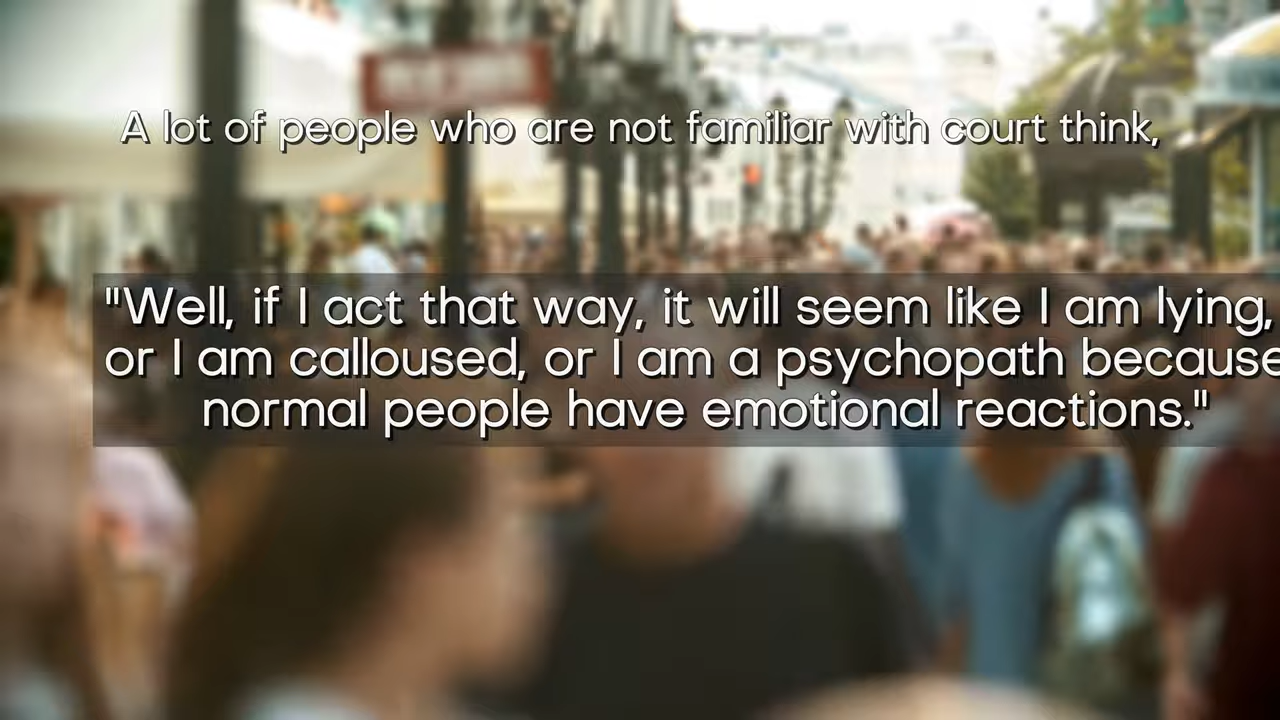 A lot of people who are not familiar with court think,
"Well, if I act that way, it will seem like I am lying,
or I am calloused, or I am a psychopath because
normal people have emotional reactions."